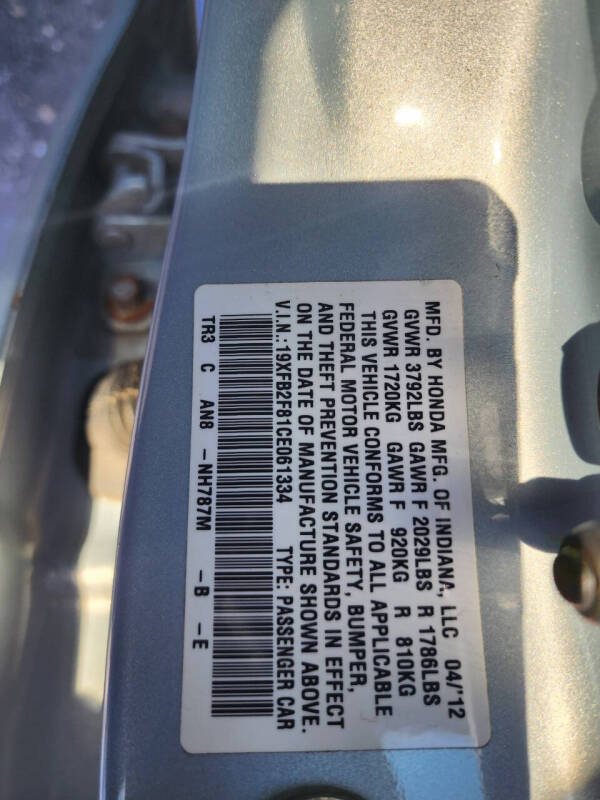 MFD. BY HONDA MFG. OF INDIANA., LLC 04/'12
GVWR 3792LBS GAWR F 2029LBS R 1786LBS
GVWR 1720KG GAWR F 920KG R 810KG
THIS VEHICLE CONFORMS TO ALL APPLICABLE
FEDERAL MOTOR VEHICLE SAFETY, BUMPER,
AND THEFT PREVENTION STANDARDS IN EFFECT
ON THE DATE OF MANUFACTURE SHOWN ABOVE.
V.I.N.:19XFB2F81CE061334 TYPE: PASSENGER CAR
TR3 C AN8 -NH787M -B -E